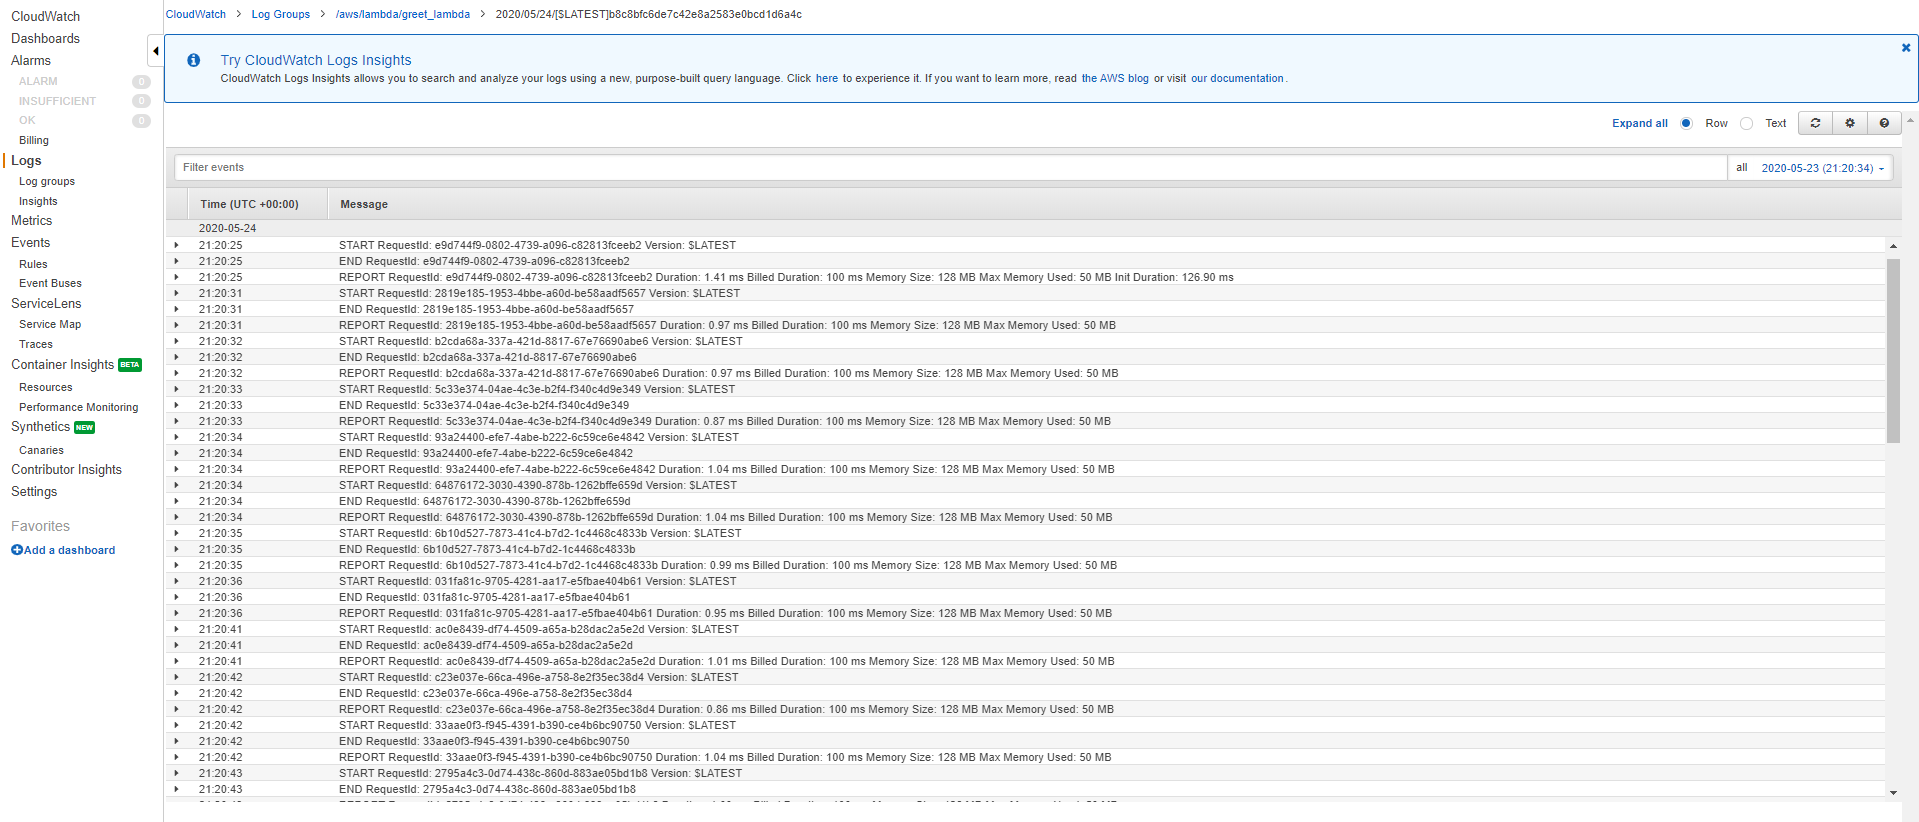 CloudWatch
Dashboards
Alarms
ALARM 0
INSUFFICIENT 0
OK 0
Billing
Logs
Log groups
Insights
Metrics
Events
Rules
Event Buses
ServiceLens
Service Map
Traces
Container Insights BETA
Resources
Performance Monitoring
Synthetics NEW
Canaries
Contributor Insights
Settings
Favorites
Add a dashboard
CloudWatch > Log Groups > /aws/lambda/greet_lambda > 2020/05/24/[$LATEST]b8c8bfc6de7c42e8a2583e0bcd1d6a4c
Try CloudWatch Logs Insights
CloudWatch Logs Insights allows you to search and analyze your logs using a new, purpose-built query language. Click here to experience it. If you want to learn more, read the AWS blog or visit our documentation.
Expand all Row Text
Filter events all 2020-05-23 (21:20:34)
Time (UTC +00:00) Message
2020-05-24
21:20:25 START RequestId: e9d744f9-0802-4739-a096-c82813fceeb2 Version: $LATEST
21:20:25 END RequestId: e9d744f9-0802-4739-a096-c82813fceeb2
21:20:25 REPORT RequestId: e9d744f9-0802-4739-a096-c82813fceeb2 Duration: 1.41 ms Billed Duration: 100 ms Memory Size: 128 MB Max Memory Used: 50 MB Init Duration: 126.90 ms
21:20:31 START RequestId: 2819e185-1953-4bbe-a60d-be58aadf5657 Version: $LATEST
21:20:31 END RequestId: 2819e185-1953-4bbe-a60d-be58aadf5657
21:20:31 REPORT RequestId: 2819e185-1953-4bbe-a60d-be58aadf5657 Duration: 0.97 ms Billed Duration: 100 ms Memory Size: 128 MB Max Memory Used: 50 MB
21:20:32 START RequestId: b2cda68a-337a-421d-8817-67e76690abe6 Version: $LATEST
21:20:32 END RequestId: b2cda68a-337a-421d-8817-67e76690abe6
21:20:32 REPORT RequestId: b2cda68a-337a-421d-8817-67e76690abe6 Duration: 0.97 ms Billed Duration: 100 ms Memory Size: 128 MB Max Memory Used: 50 MB
21:20:33 START RequestId: 5c33e374-04ae-4c3e-b2f4-f340c4d9e349 Version: $LATEST
21:20:33 END RequestId: 5c33e374-04ae-4c3e-b2f4-f340c4d9e349
21:20:33 REPORT RequestId: 5c33e374-04ae-4c3e-b2f4-f340c4d9e349 Duration: 0.87 ms Billed Duration: 100 ms Memory Size: 128 MB Max Memory Used: 50 MB
21:20:34 START RequestId: 93a24400-efe7-4abe-b222-6c59ce6e4842 Version: $LATEST
21:20:34 END RequestId: 93a24400-efe7-4abe-b222-6c59ce6e4842
21:20:34 REPORT RequestId: 93a24400-efe7-4abe-b222-6c59ce6e4842 Duration: 1.04 ms Billed Duration: 100 ms Memory Size: 128 MB Max Memory Used: 50 MB
21:20:34 START RequestId: 64876172-3030-4390-878b-1262bffe659d Version: $LATEST
21:20:34 END RequestId: 64876172-3030-4390-878b-1262bffe659d
21:20:34 REPORT RequestId: 64876172-3030-4390-878b-1262bffe659d Duration: 1.04 ms Billed Duration: 100 ms Memory Size: 128 MB Max Memory Used: 50 MB
21:20:35 START RequestId: 6b10d527-7873-41c4-b7d2-1c4468c4833b Version: $LATEST
21:20:35 END RequestId: 6b10d527-7873-41c4-b7d2-1c4468c4833b
21:20:35 REPORT RequestId: 6b10d527-7873-41c4-b7d2-1c4468c4833b Duration: 0.99 ms Billed Duration: 100 ms Memory Size: 128 MB Max Memory Used: 50 MB
21:20:36 START RequestId: 031fa81c-9705-4281-aa17-e5fbae404b61 Version: $LATEST
21:20:36 END RequestId: 031fa81c-9705-4281-aa17-e5fbae404b61
21:20:36 REPORT RequestId: 031fa81c-9705-4281-aa17-e5fbae404b61 Duration: 0.95 ms Billed Duration: 100 ms Memory Size: 128 MB Max Memory Used: 50 MB
21:20:41 START RequestId: ac0e8439-df74-4509-a65a-b28dac2a5e2d Version: $LATEST
21:20:41 END RequestId: ac0e8439-df74-4509-a65a-b28dac2a5e2d
21:20:41 REPORT RequestId: ac0e8439-df74-4509-a65a-b28dac2a5e2d Duration: 1.01 ms Billed Duration: 100 ms Memory Size: 128 MB Max Memory Used: 50 MB
21:20:42 START RequestId: c23e037e-66ca-496e-a758-8e2f35ec38d4 Version: $LATEST
21:20:42 END RequestId: c23e037e-66ca-496e-a758-8e2f35ec38d4
21:20:42 REPORT RequestId: c23e037e-66ca-496e-a758-8e2f35ec38d4 Duration: 0.86 ms Billed Duration: 100 ms Memory Size: 128 MB Max Memory Used: 50 MB
21:20:42 START RequestId: 33aae0f3-f945-4391-b390-ce4b6bc90750 Version: $LATEST
21:20:42 END RequestId: 33aae0f3-f945-4391-b390-ce4b6bc90750
21:20:42 REPORT RequestId: 33aae0f3-f945-4391-b390-ce4b6bc90750 Duration: 1.04 ms Billed Duration: 100 ms Memory Size: 128 MB Max Memory Used: 50 MB
21:20:43 START RequestId: 2795a4c3-0d74-438c-860d-883ae05bd1b8 Version: $LATEST
21:20:43 END RequestId: 2795a4c3-0d74-438c-860d-883ae05bd1b8